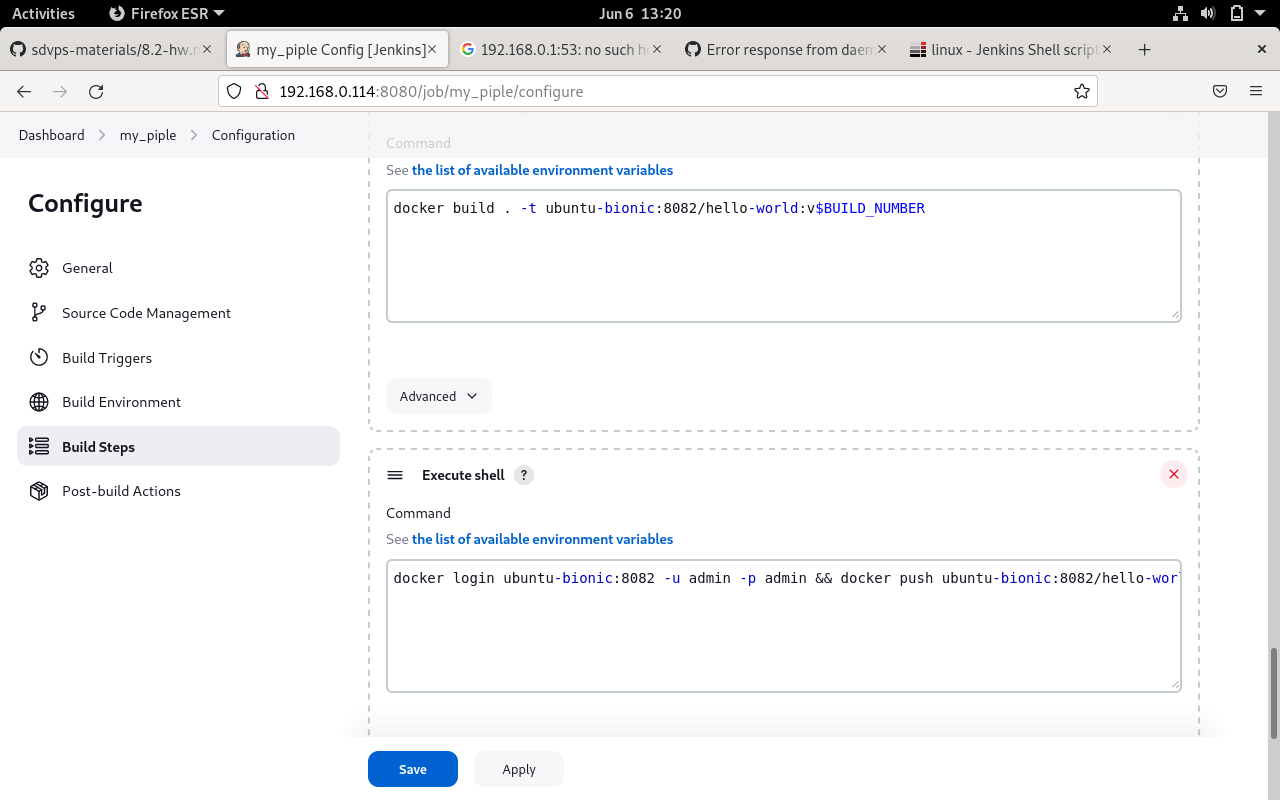 Activities Firefox ESR Jun 6 13:20
sdvps-materials/8.2-hw.n my_piple Config [Jenkins] 192.168.0.1:53: no such ho Error response from daem linux - Jenkins Shell script
192.168.0.114:8080/job/my_piple/configure
Dashboard my_piple Configuration
Command
See the list of available environment variables
Configure
docker build . -t ubuntu-bionic:8082/hello-world:v$BUILD_NUMBER
General
Source Code Management
Build Triggers
Advanced
Build Environment
Build Steps
Execute shell ?
Post-build Actions
Command
See the list of available environment variables
docker login ubuntu-bionic:8082 -u admin -p admin && docker push ubuntu-bionic:8082/hello-worl
Save Apply